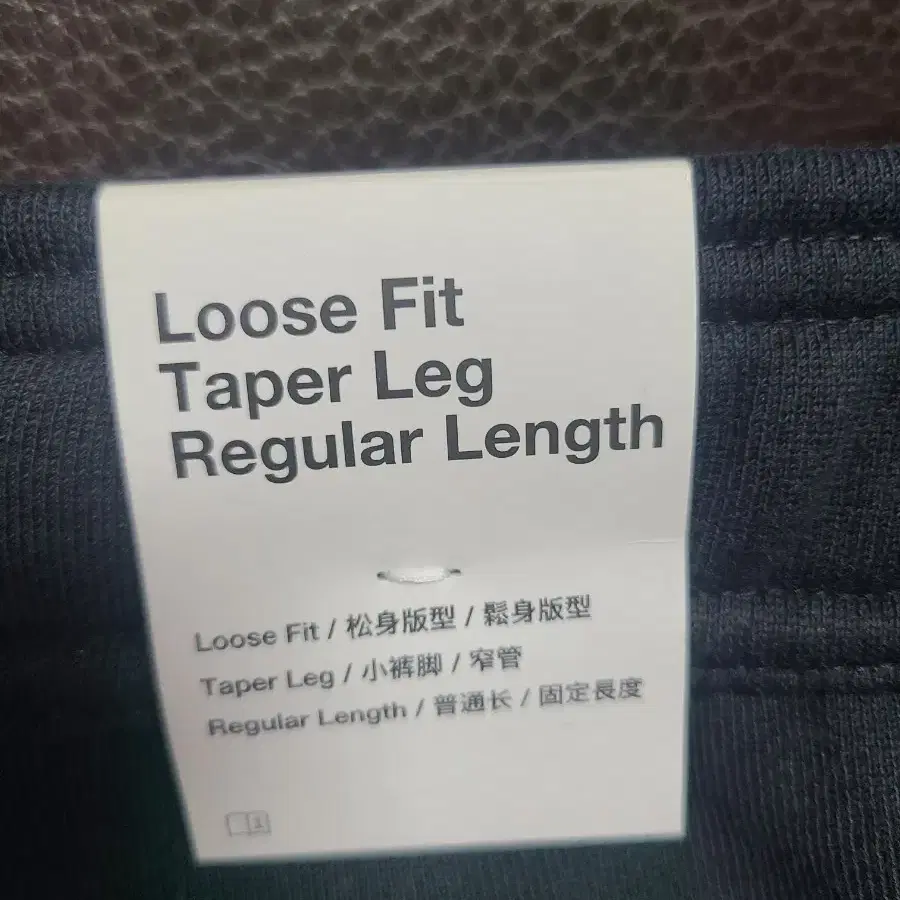 Loose Fit
Taper Leg
Regular Length
Loose Fit / 松身版型 / 鬆身版型
Taper Leg / 小裤脚 / 窄管
Regular Length / 普通长 / 固定長度
1